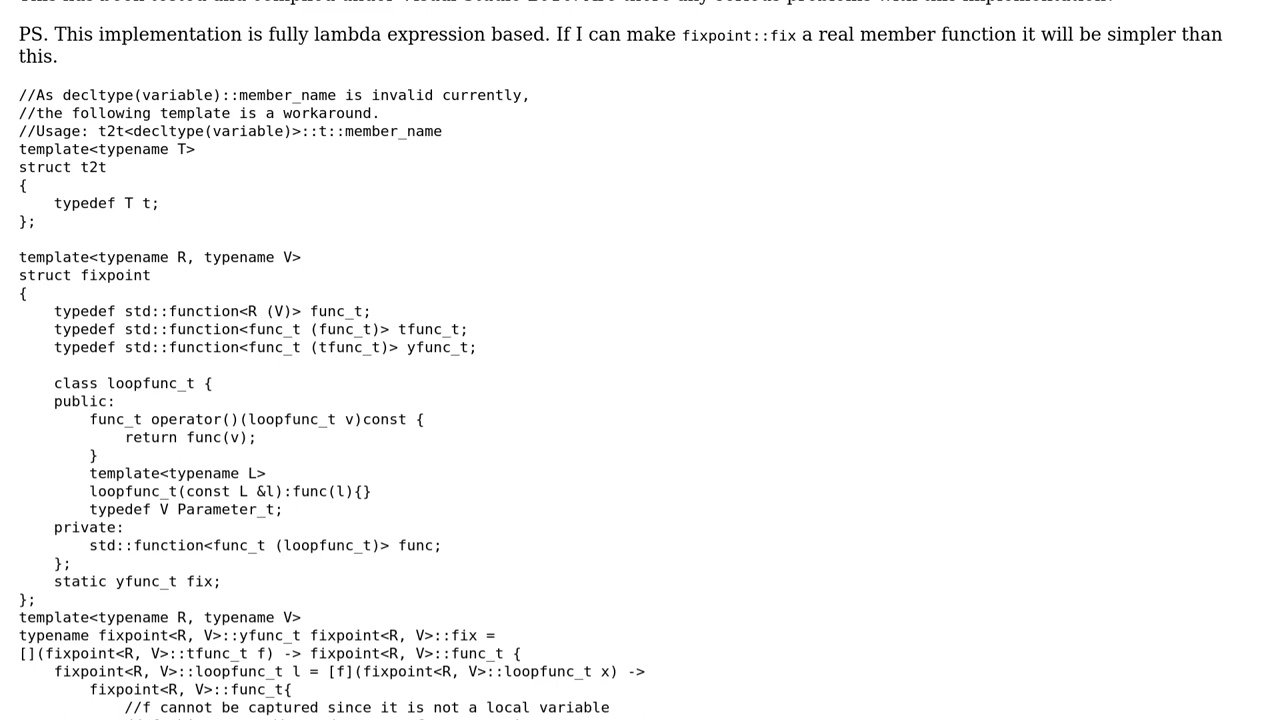 PS. This implementation is fully lambda expression based. If I can make fixpoint::fix a real member function it will be simpler than
this.
//As decltype(variable)::member_name is invalid currently,
//the following template is a workaround.
//Usage: t2t<decltype(variable)>::t::member_name
template<typename T>
struct t2t
{
    typedef T t;
};

template<typename R, typename V>
struct fixpoint
{
    typedef std::function<R (V)> func_t;
    typedef std::function<func_t (func_t)> tfunc_t;
    typedef std::function<func_t (tfunc_t)> yfunc_t;

    class loopfunc_t {
    public:
        func_t operator()(loopfunc_t v)const {
            return func(v);
        }
        template<typename L>
        loopfunc_t(const L &l):func(l){}
        typedef V Parameter_t;
    private:
        std::function<func_t (loopfunc_t)> func;
    };
    static yfunc_t fix;
};
template<typename R, typename V>
typename fixpoint<R, V>::yfunc_t fixpoint<R, V>::fix =
[](fixpoint<R, V>::tfunc_t f) -> fixpoint<R, V>::func_t {
    fixpoint<R, V>::loopfunc_t l = [f](fixpoint<R, V>::loopfunc_t x) ->
        fixpoint<R, V>::func_t{
            //f cannot be captured since it is not a local variable